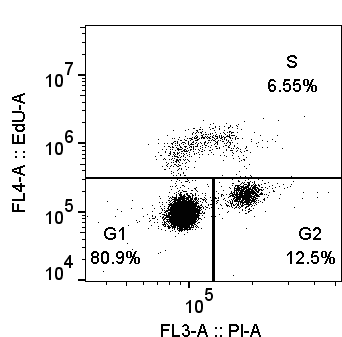 S
6.55%
10^7
10^6
10^5
10^4
FL4-A :: EdU-A
G1
80.9%
G2
12.5%
10^5
FL3-A :: PI-A